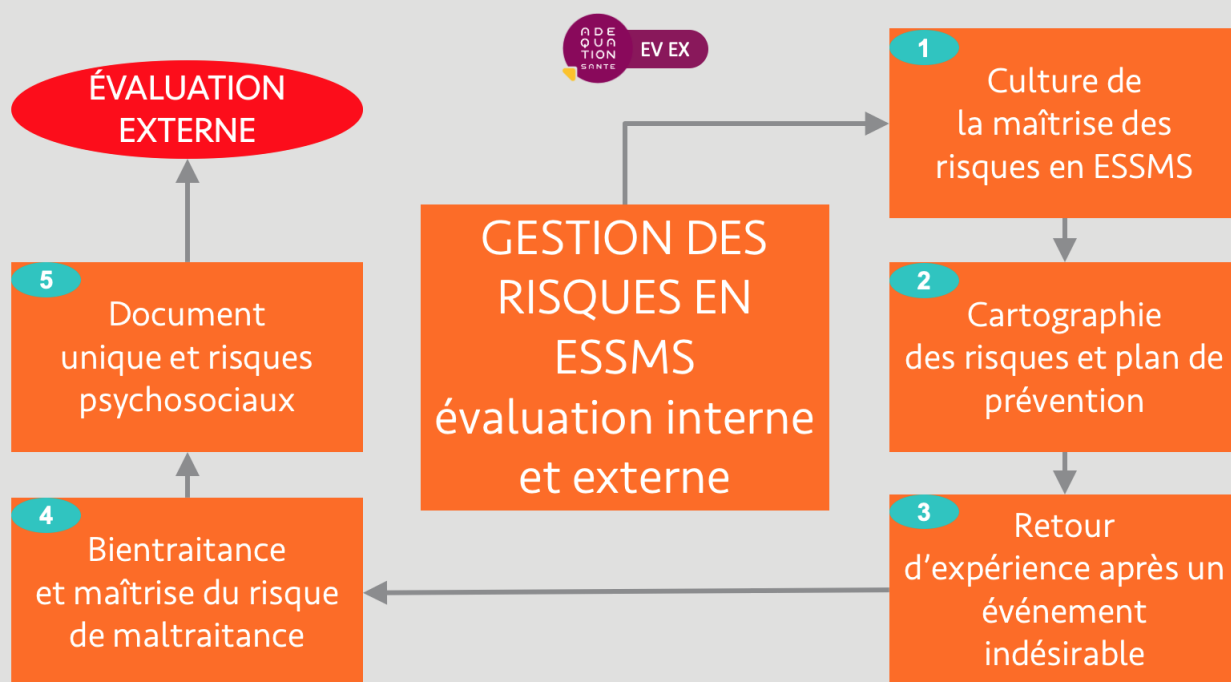 ADE
QUA
TION
SANTE
EV EX
GESTION DES
RISQUES EN
ESSMS
évaluation interne
et externe
1
Culture de
la maîtrise des
risques en ESSMS
2
Cartographie
des risques et plan de
prévention
3
Retour
d'expérience après un
événement
indésirable
4
Bientraitance
et maîtrise du risque
de maltraitance
5
Document
unique et risques
psychosociaux
ÉVALUATION
EXTERNE